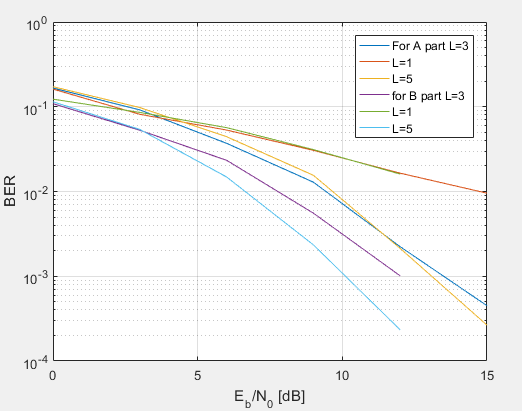 10^0
For A part L=3
L=1
L=5
for B part L=3
L=1
L=5
10^-1
BER
10^-2
10^-3
10^-4
0 5 10 15
E_b/N_0 [dB]